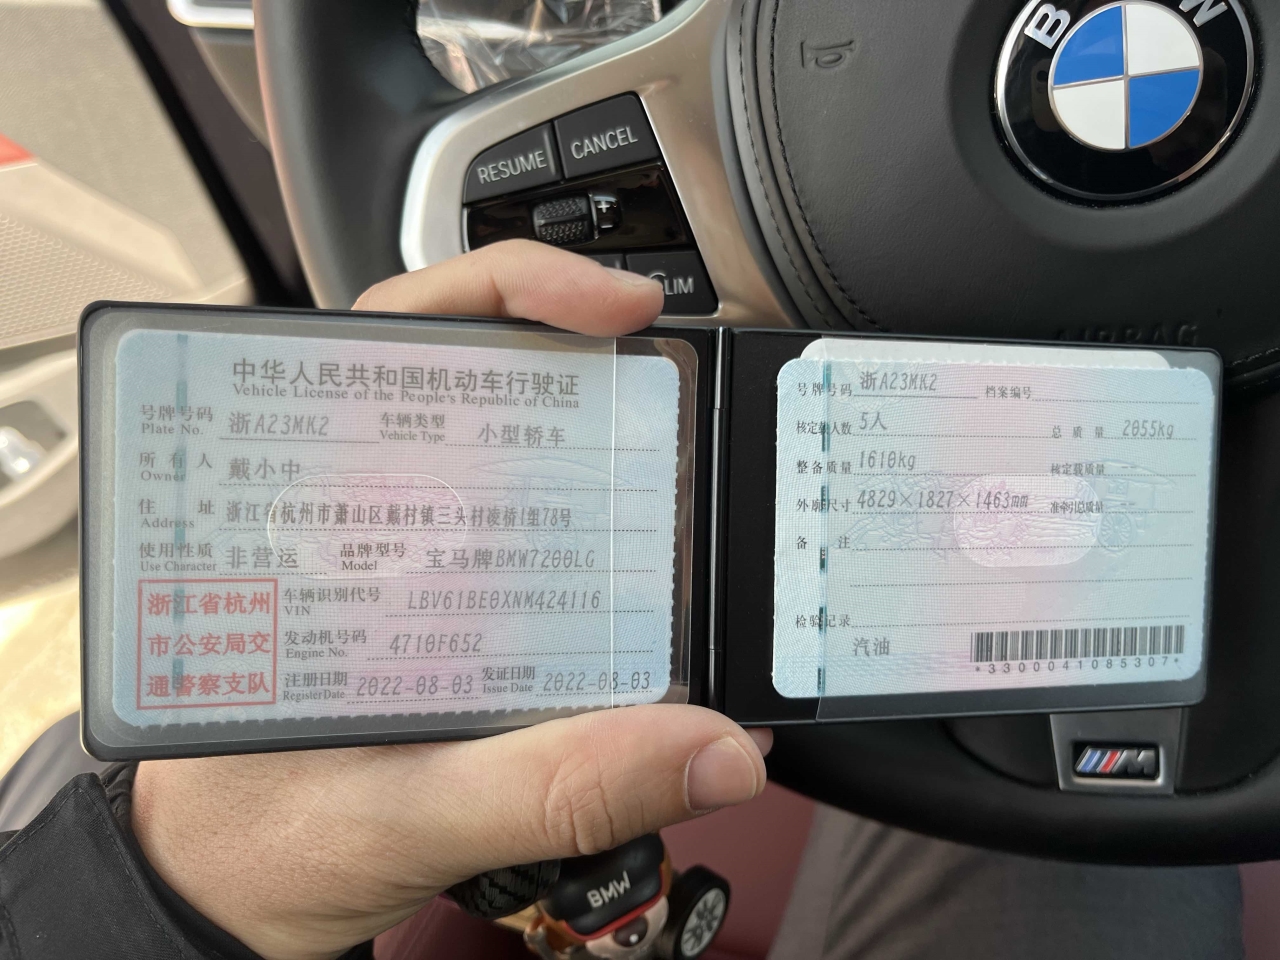 BMW
RESUME
CANCEL
+
LIM
AIRBAG
中华人民共和国机动车行驶证
Vehicle License of the People's Republic of China
号牌号码 浙A23MK2 车辆类型 小型轿车
Plate No. Vehicle Type
所有人 戴小中
Owner
住址 浙江省杭州市萧山区戴村镇三头村凌桥1组78号
Address
使用性质 非营运 品牌型号 宝马牌BMW7200LG
Use Character Model
浙江省杭州
市公安局交
通警察支队
车辆识别代号 LBV61BE0XNM424116
VIN
发动机号码 4710F652
Engine No.
注册日期 2022-08-03 发证日期 2022-08-03
Register Date Issue Date
号牌号码 浙A23MK2 档案编号
核定载人数 5人 总质量 2055kg
整备质量 1610kg 核定载质量 --
外廓尺寸 4829×1827×1463mm 准牵引总质量 --
备注
检验记录
汽油
*3300041085307*
M
BMW